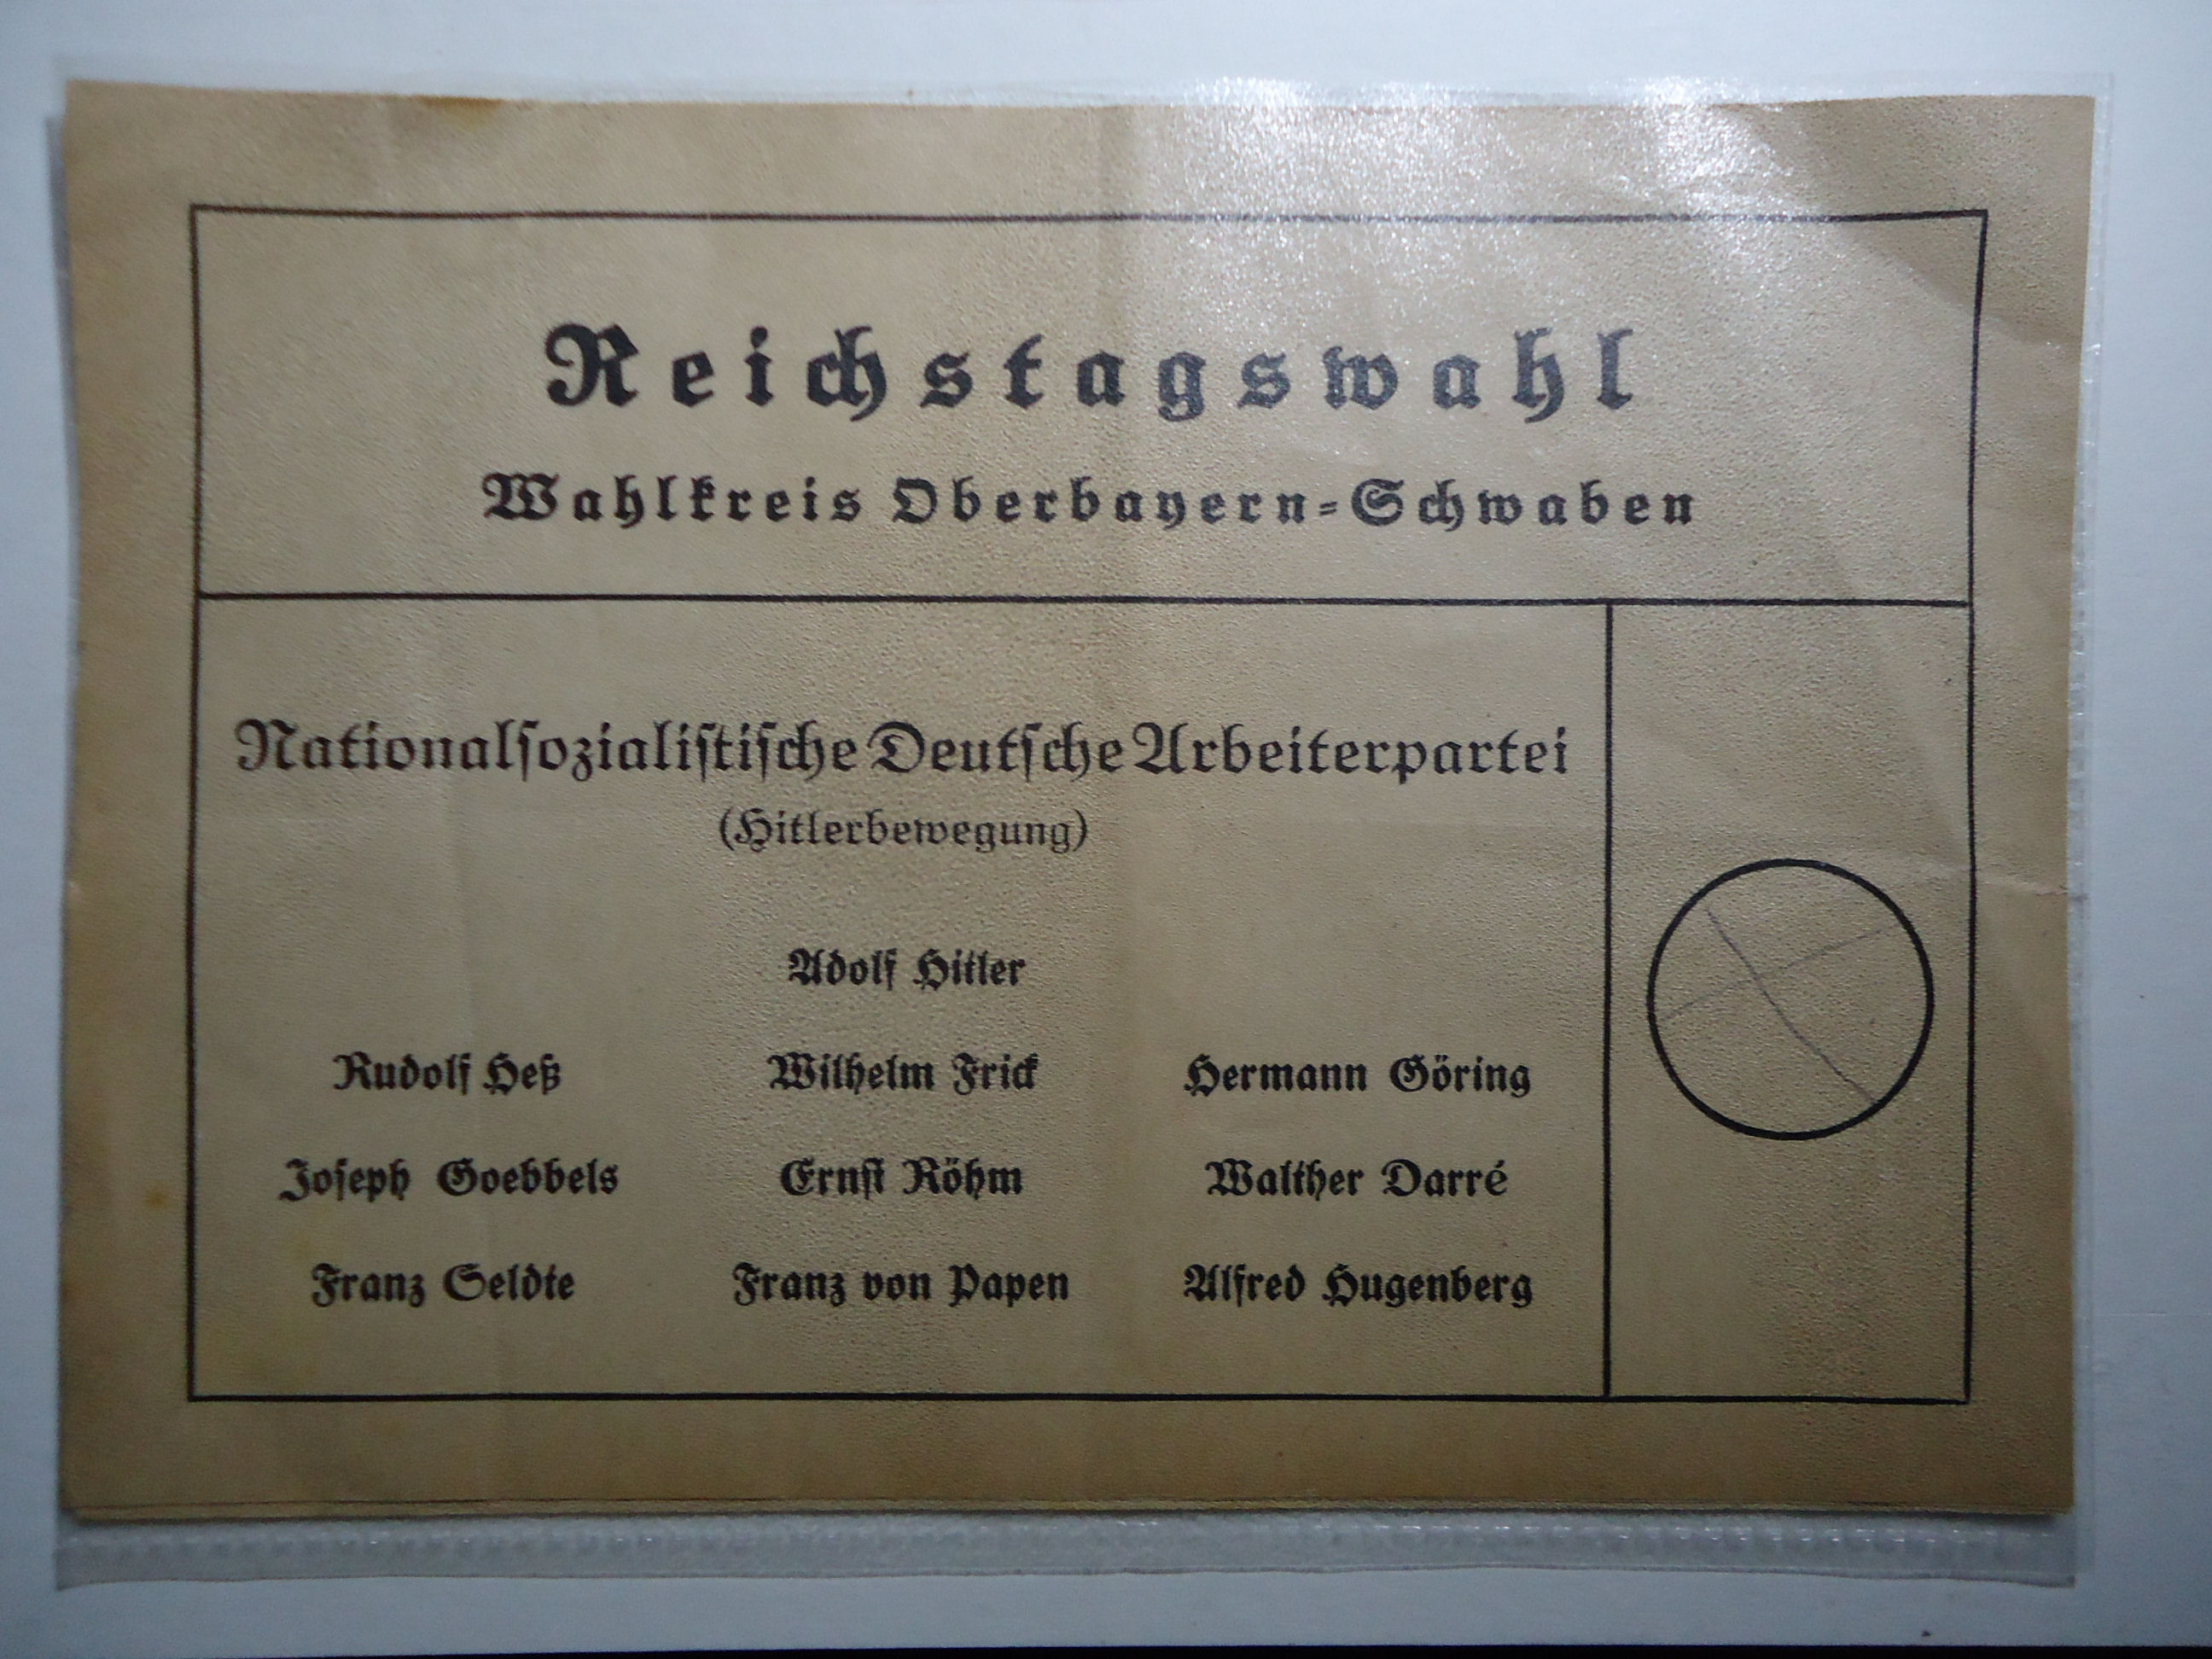 Reichstagswahl
Wahlkreis Oberbayern-Schwaben
Nationalsozialistische Deutsche Arbeiterpartei
(Hitlerbewegung)
Adolf Hitler
Rudolf Heß Wilhelm Frick Hermann Göring
Joseph Goebbels Ernst Röhm Walther Darré
Franz Seldte Franz von Papen Alfred Hugenberg